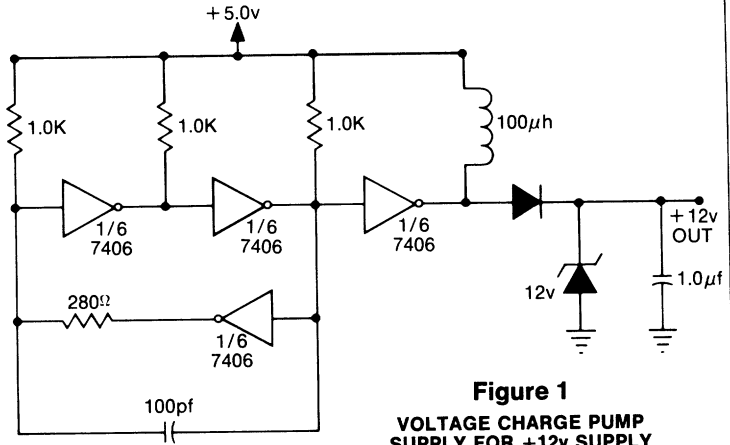 +5.0v
1.0K
1.0K
1.0K
100μh
1/6
7406
1/6
7406
1/6
7406
+12v
OUT
280Ω
1/6
7406
12v
1.0μf
100pf
Figure 1
VOLTAGE CHARGE PUMP
SUPPLY FOR +12v SUPPLY